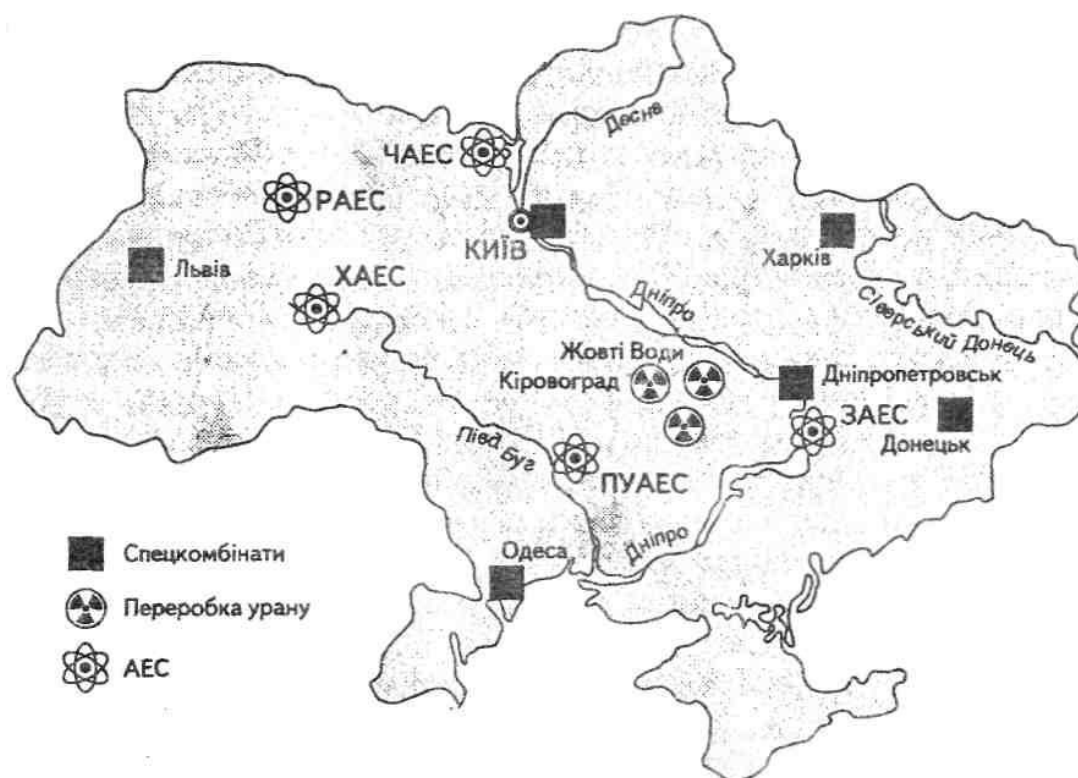 Десна
ЧАЕС
РАЕС
КИЇВ
Харків
Львів
ХАЕС
Дніпро
Сіверський Донець
Жовті Води
Кіровоград
Дніпропетровськ
ЗАЕС
Донецьк
Півд. Буг
ПУАЕС
Одеса
Дніпро
Спецкомбінати
Переробка урану
АЕС